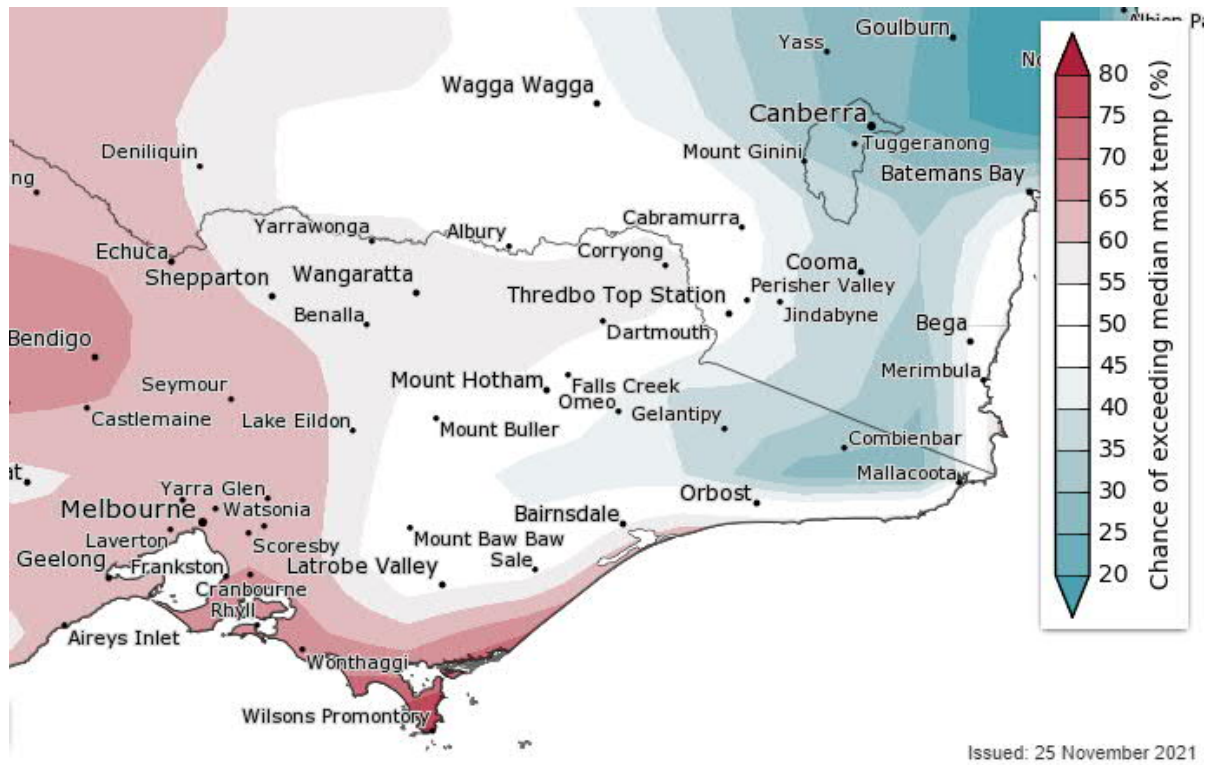 Albion P
Goulburn
Yass
No
Wagga Wagga
Canberra
Tuggeranong
Deniliquin
Mount Ginini
Batemans Bay
ng
Yarrawonga
Albury
Cabramurra
Echuca
Corryong
Shepparton
Wangaratta
Cooma
Thredbo Top Station
Perisher Valley
Benalla
Dartmouth
Jindabyne
Bega
Bendigo
Merimbula
Seymour
Mount Hotham
Falls Creek
Castlemaine
Lake Eildon
Omeo
Gelantipy
Mount Buller
Combienbar
at
Mallacoota
Yarra Glen
Orbost
Melbourne
Watsonia
Bairnsdale
Laverton
Scoresby
Mount Baw Baw
Geelong
Frankston
Latrobe Valley
Sale
Cranbourne
Rhyll
Aireys Inlet
Wonthaggi
Wilsons Promontory
80
75
70
65
60
55
50
45
40
35
30
25
20
Chance of exceeding median max temp (%)
Issued: 25 November 2021